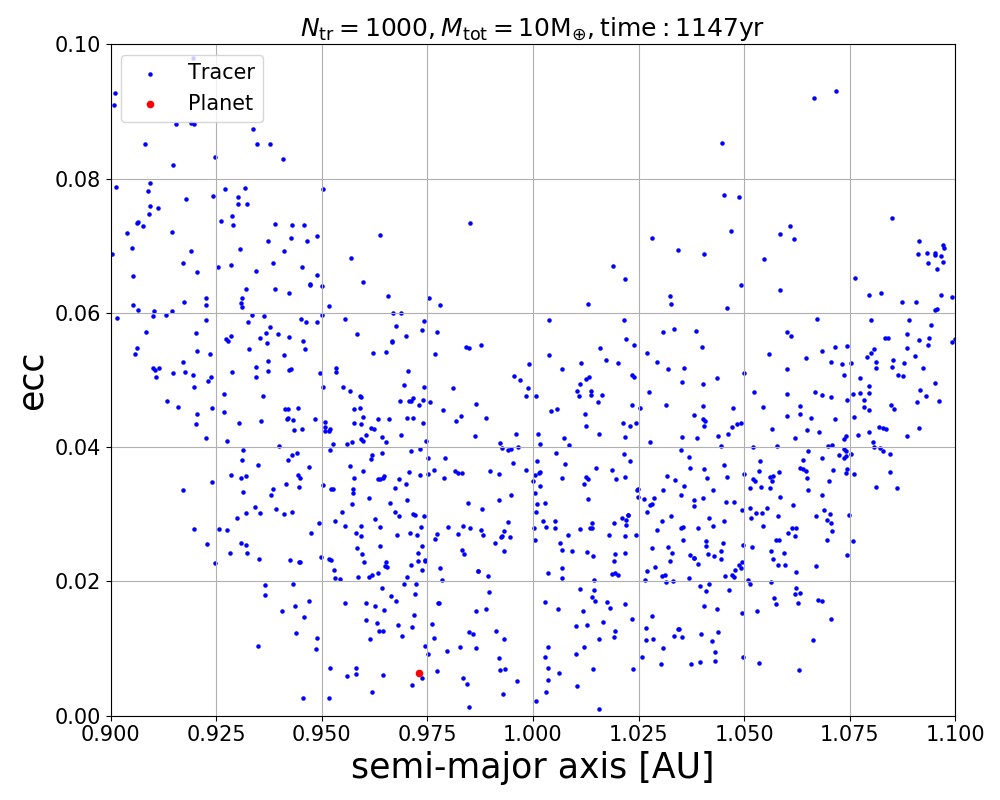 N_tr = 1000, M_tot = 10M_⊕, time : 1147yr
Tracer
Planet
0.10
0.08
0.06
0.04
0.02
0.00
ecc
0.900 0.925 0.950 0.975 1.000 1.025 1.050 1.075 1.100
semi-major axis [AU]